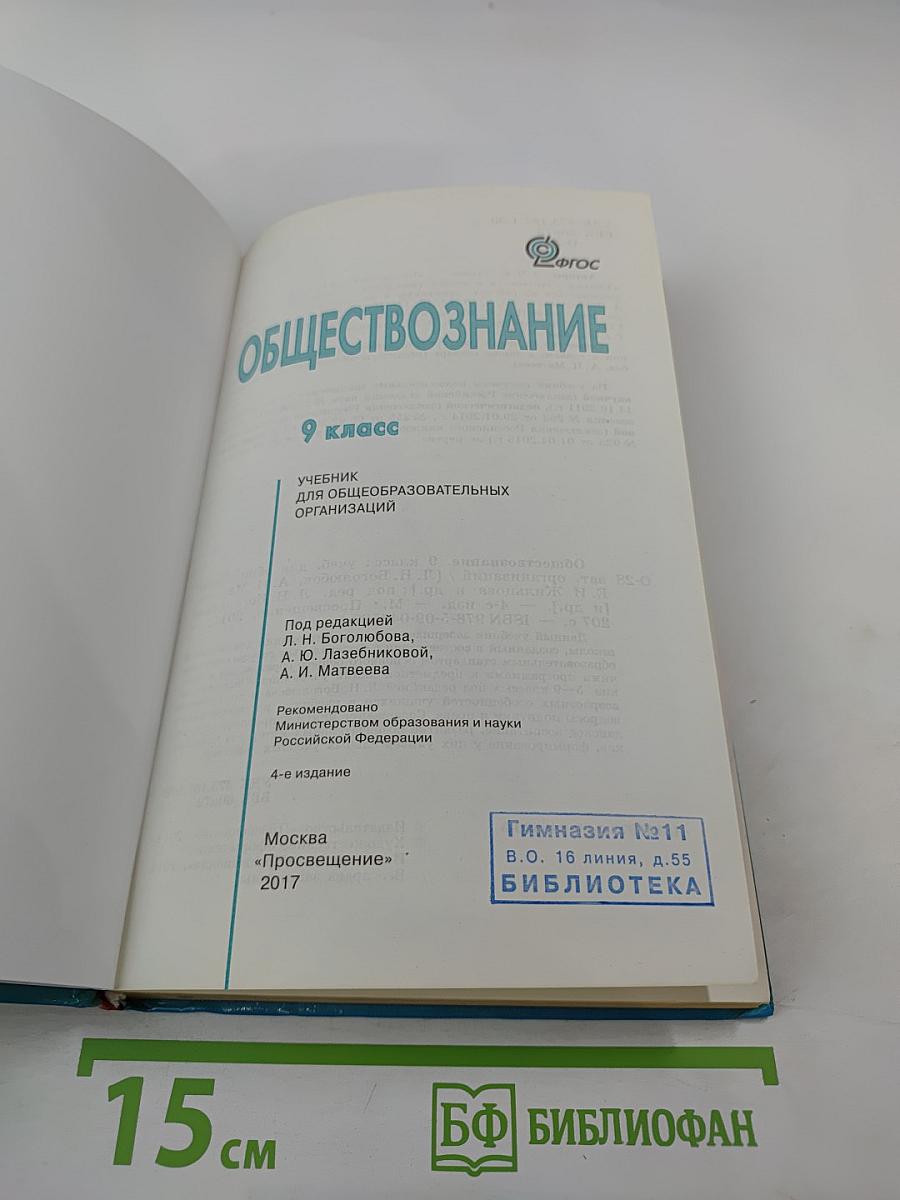 ФГОС
ОБЩЕСТВОЗНАНИЕ
9 класс
УЧЕБНИК
ДЛЯ ОБЩЕОБРАЗОВАТЕЛЬНЫХ
ОРГАНИЗАЦИЙ
Под редакцией
Л. Н. Боголюбова,
А. Ю. Лазебниковой,
А. И. Матвеева
Рекомендовано
Министерством образования и науки
Российской Федерации
4-е издание
Москва
«Просвещение»
2017
Гимназия №11
В.О. 16 линия, д.55
БИБЛИОТЕКА
15 см
БФ БИБЛИОФАН